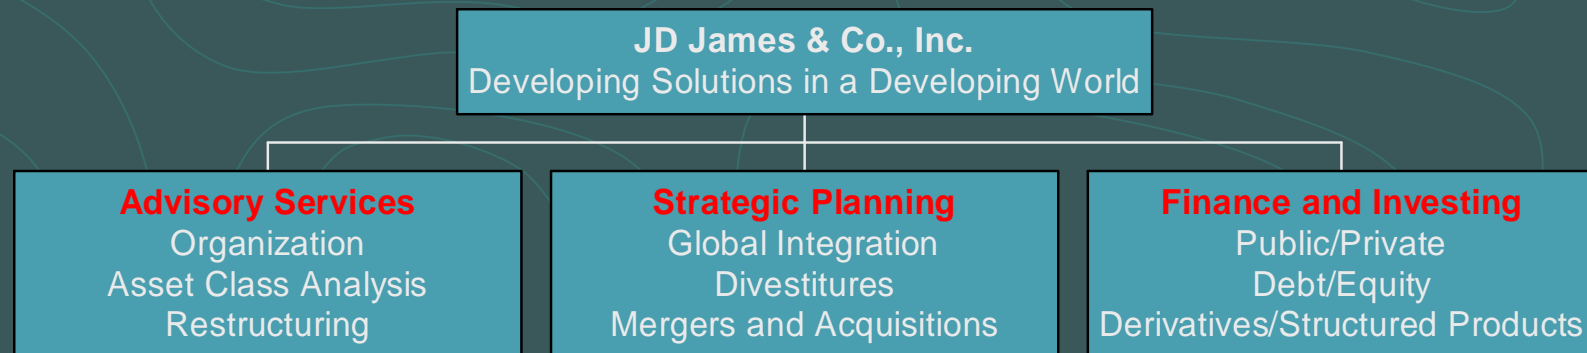 JD James & Co., Inc.
Developing Solutions in a Developing World
Advisory Services
Organization
Asset Class Analysis
Restructuring
Strategic Planning
Global Integration
Divestitures
Mergers and Acquisitions
Finance and Investing
Public/Private
Debt/Equity
Derivatives/Structured Products